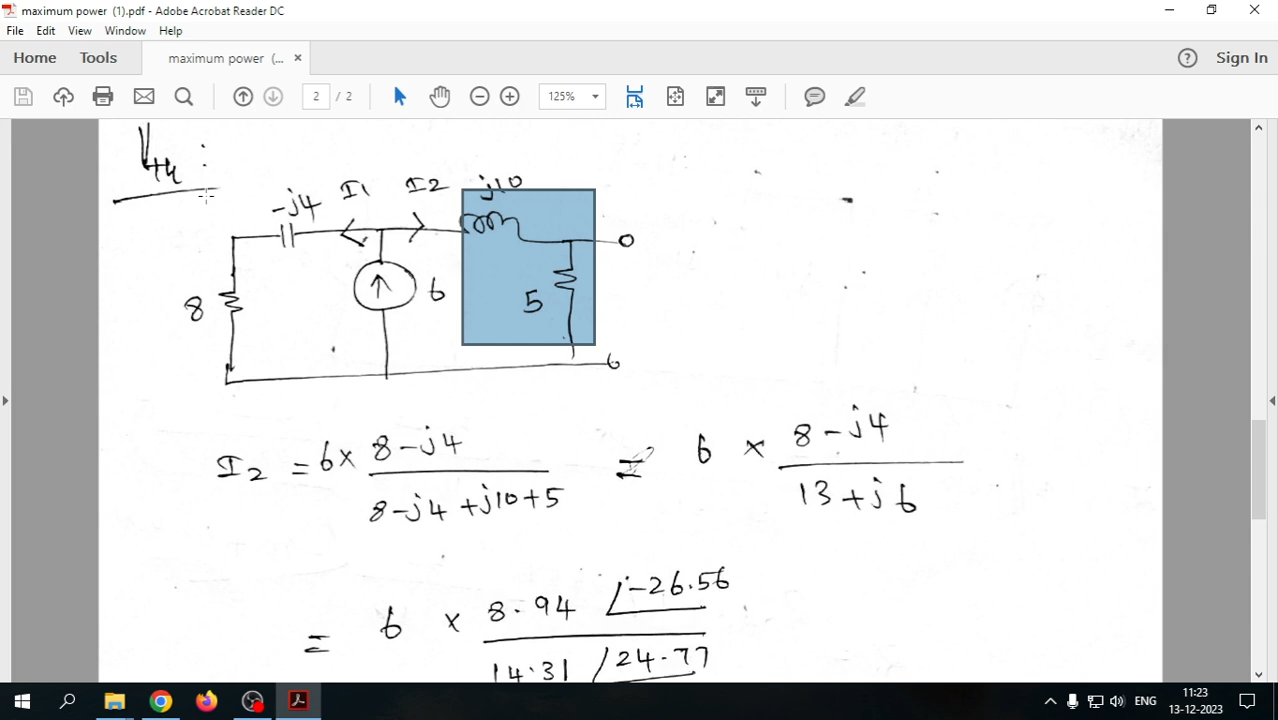 maximum power (1).pdf - Adobe Acrobat Reader DC
File Edit View Window Help
Home Tools maximum power (... × Sign In
2 / 2 125%
Vth :
-j4 I1 I2 j10
8 6 5
I2 = 6 × (8 - j4) / (8 - j4 + j10 + 5) = 6 × (8 - j4) / (13 + j6)
= 6 × 8.94 ∠-26.56 / 14.31 ∠24.77
ENG 11:23
13-12-2023